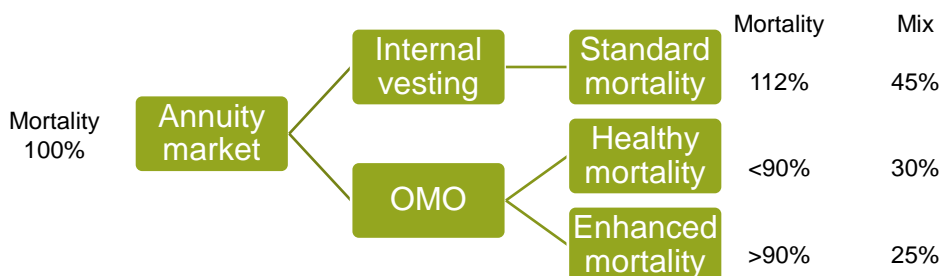 Mortality Mix
Internal
vesting
Standard
mortality
112% 45%
Mortality
100%
Annuity
market
Healthy
mortality
<90% 30%
OMO
Enhanced
mortality
>90% 25%